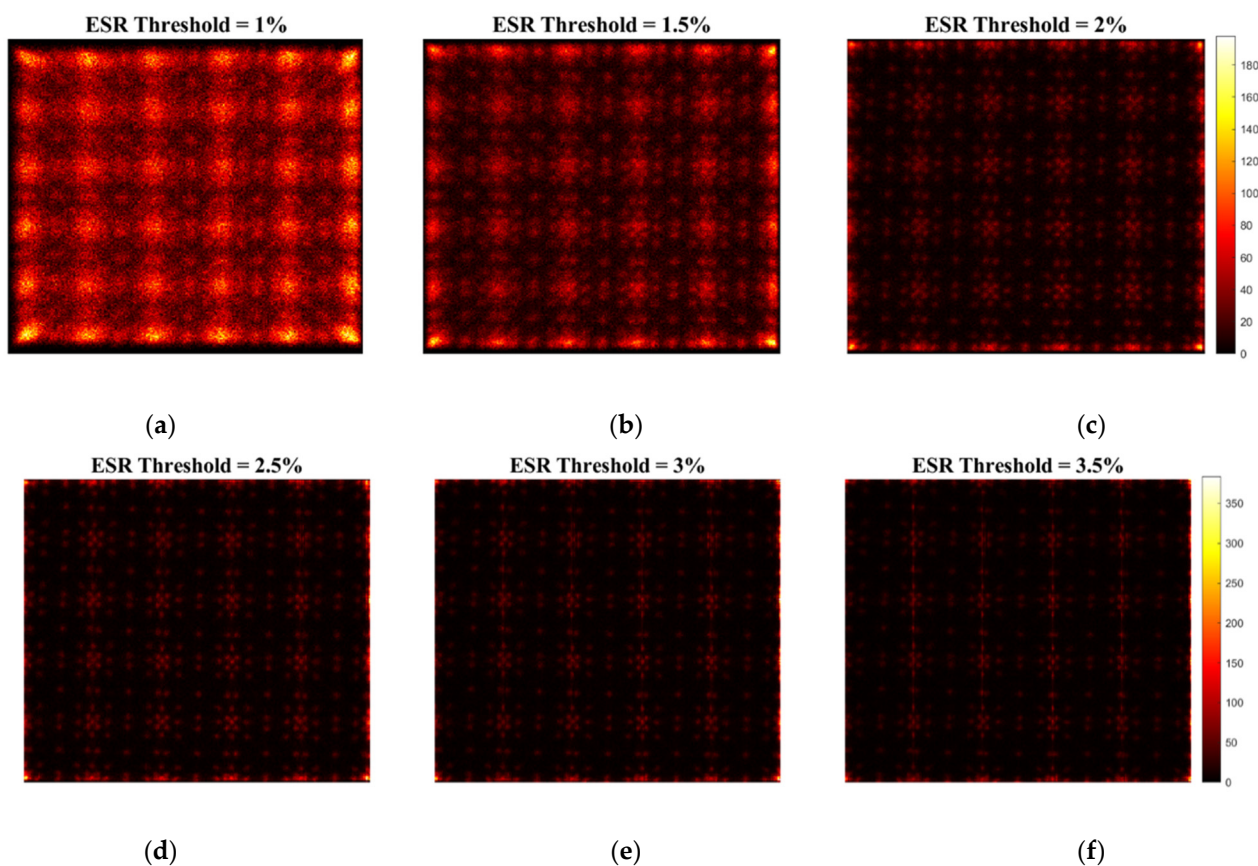 ESR Threshold = 1%
ESR Threshold = 1.5%
ESR Threshold = 2%
180
160
140
120
100
80
60
40
20
0
(a)
(b)
(c)
ESR Threshold = 2.5%
ESR Threshold = 3%
ESR Threshold = 3.5%
350
300
250
200
150
100
50
0
(d)
(e)
(f)